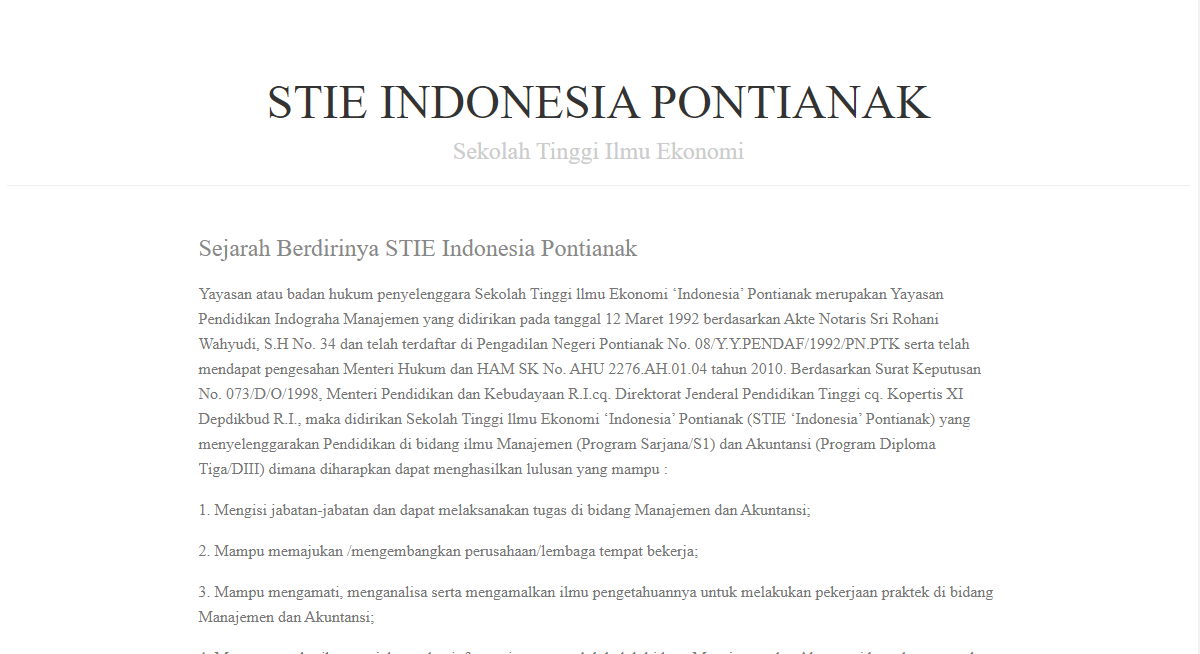 STIE INDONESIA PONTIANAK
Sekolah Tinggi Ilmu Ekonomi
Sejarah Berdirinya STIE Indonesia Pontianak
Yayasan atau badan hukum penyelenggara Sekolah Tinggi llmu Ekonomi ‘Indonesia’ Pontianak merupakan Yayasan
Pendidikan Indograha Manajemen yang didirikan pada tanggal 12 Maret 1992 berdasarkan Akte Notaris Sri Rohani
Wahyudi, S.H No. 34 dan telah terdaftar di Pengadilan Negeri Pontianak No. 08/Y.Y.PENDAF/1992/PN.PTK serta telah
mendapat pengesahan Menteri Hukum dan HAM SK No. AHU 2276.AH.01.04 tahun 2010. Berdasarkan Surat Keputusan
No. 073/D/O/1998, Menteri Pendidikan dan Kebudayaan R.I.cq. Direktorat Jenderal Pendidikan Tinggi cq. Kopertis XI
Depdikbud R.I., maka didirikan Sekolah Tinggi llmu Ekonomi ‘Indonesia’ Pontianak (STIE ‘Indonesia’ Pontianak) yang
menyelenggarakan Pendidikan di bidang ilmu Manajemen (Program Sarjana/S1) dan Akuntansi (Program Diploma
Tiga/DIII) dimana diharapkan dapat menghasilkan lulusan yang mampu :
1. Mengisi jabatan-jabatan dan dapat melaksanakan tugas di bidang Manajemen dan Akuntansi;
2. Mampu memajukan /mengembangkan perusahaan/lembaga tempat bekerja;
3. Mampu mengamati, menganalisa serta mengamalkan ilmu pengetahuannya untuk melakukan pekerjaan praktek di bidang
Manajemen dan Akuntansi;